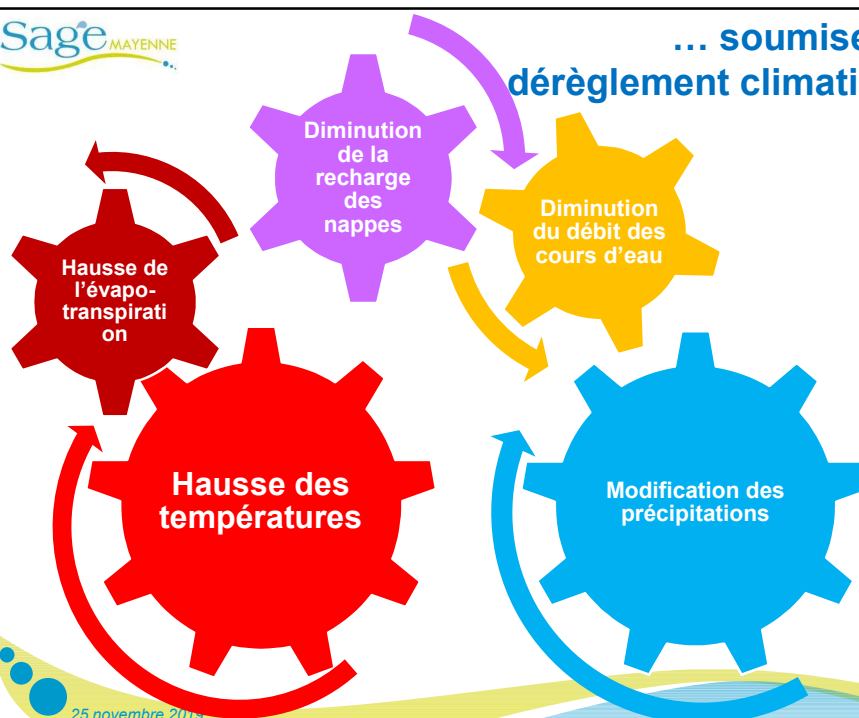 Sage MAYENNE
… soumise
dérèglement climati
Diminution
de la
recharge
des
nappes
Diminution
du débit des
cours d’eau
Hausse de
l’évapo-
transpirati
on
Hausse des
températures
Modification des
précipitations
25 novembre 2019